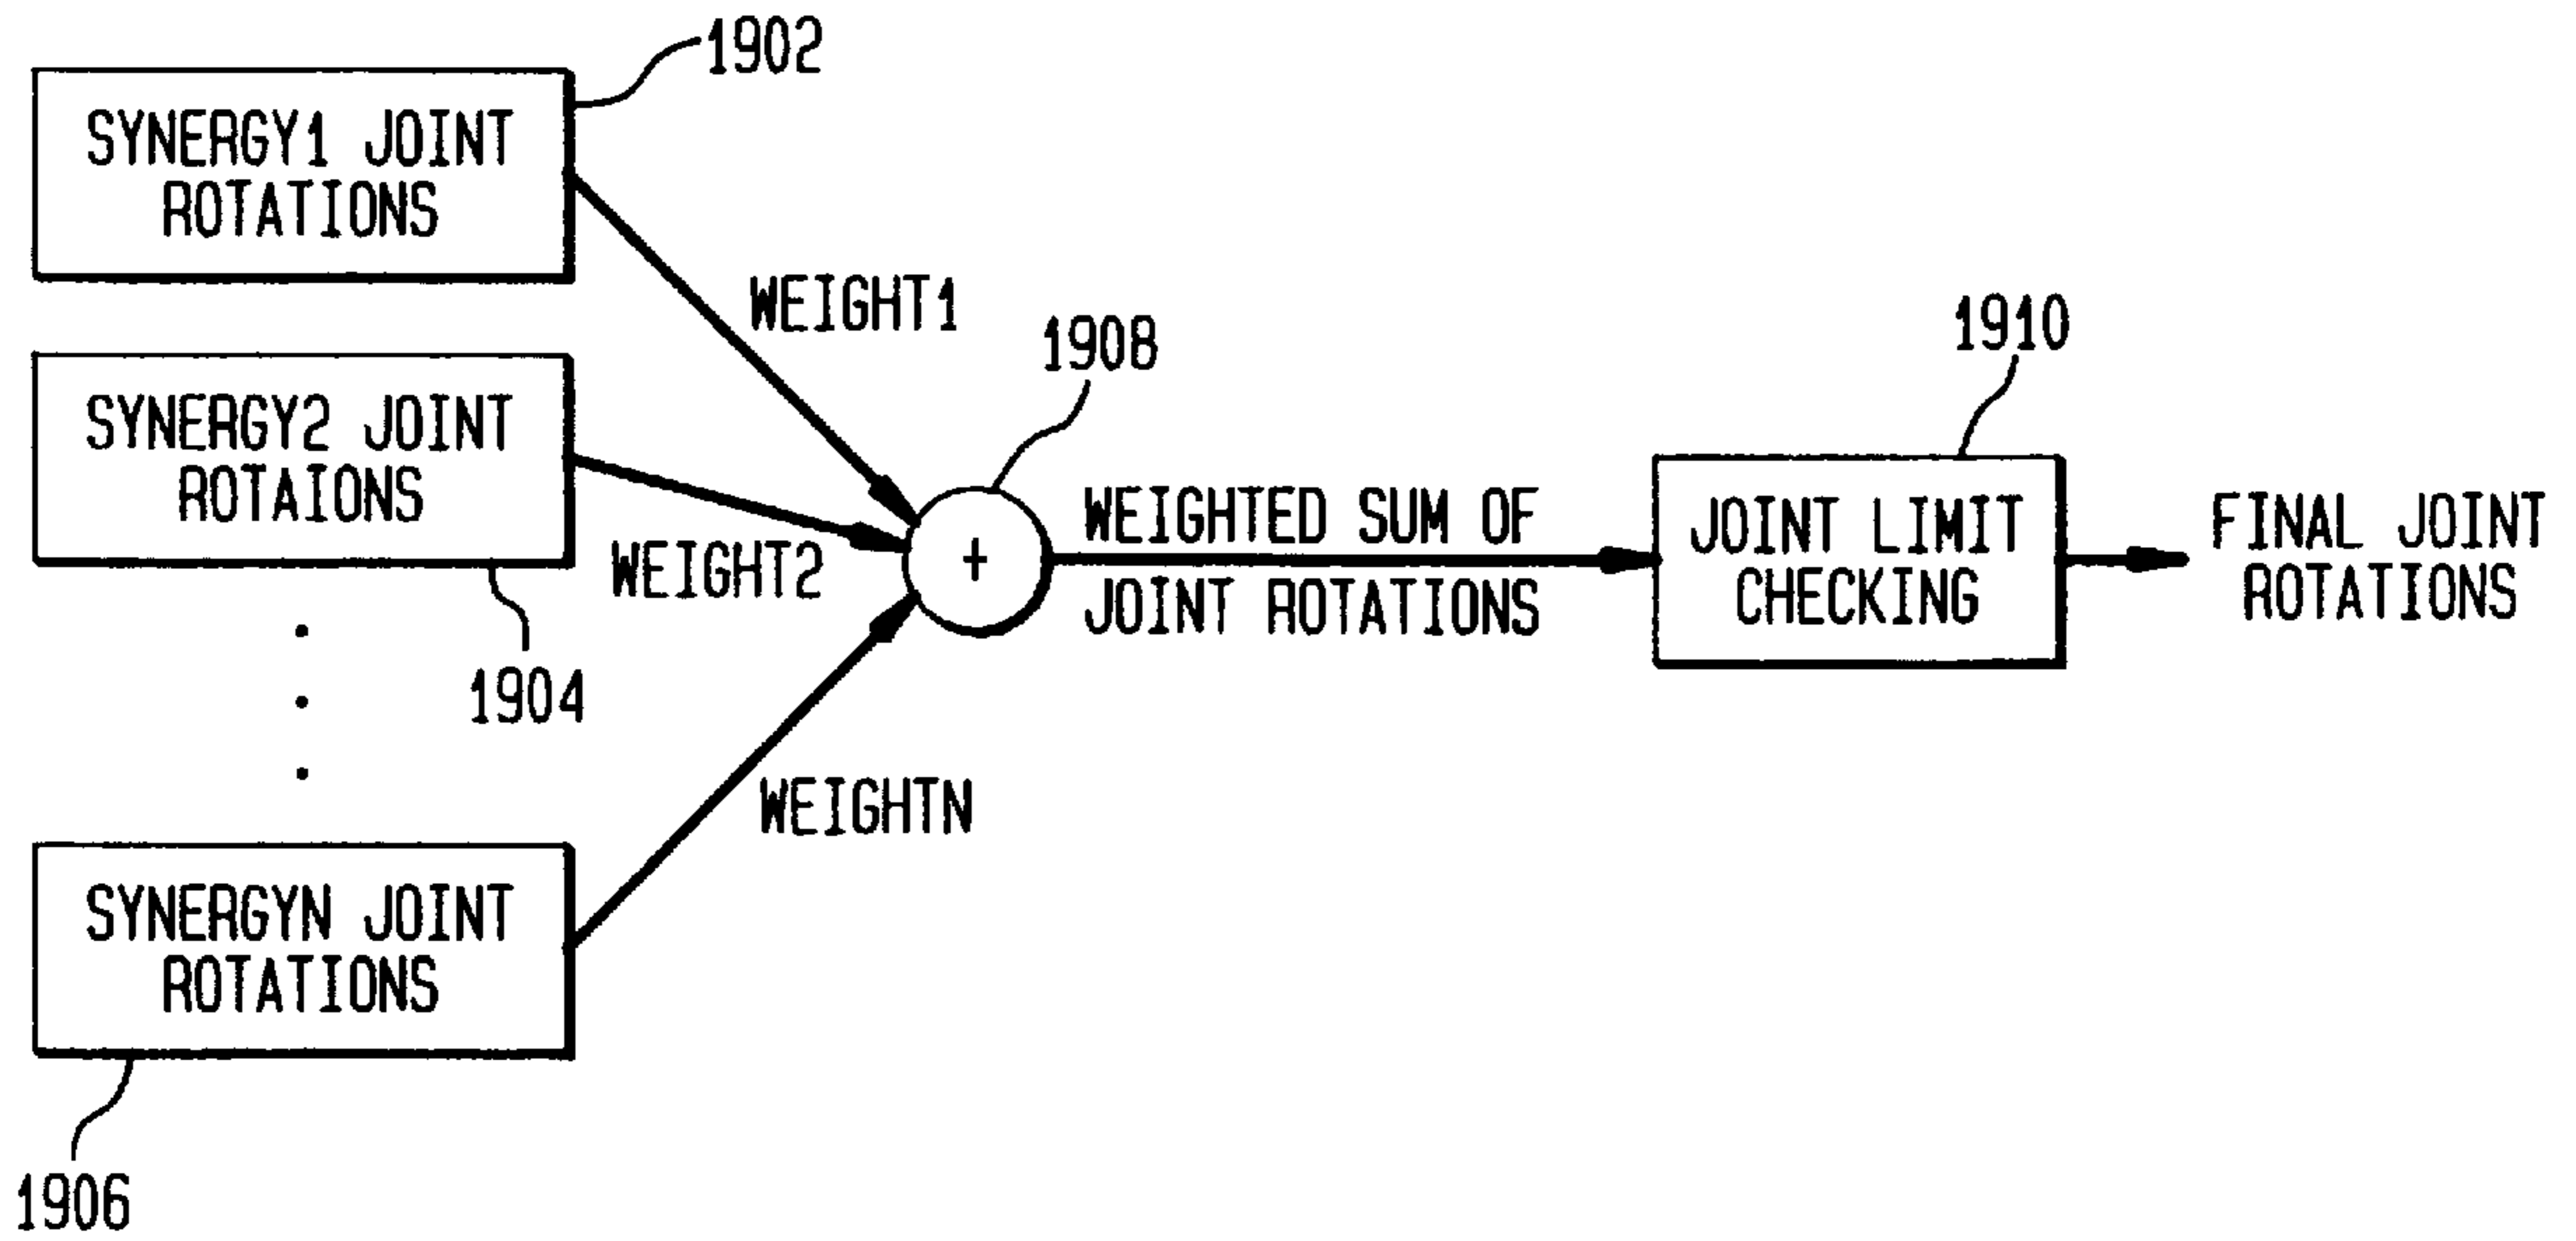 1902
SYNERGY1 JOINT
ROTATIONS
WEIGHT1
SYNERGY2 JOINT
ROTAIONS
1904
WEIGHT2
1908
+
WEIGHTED SUM OF
JOINT ROTATIONS
1910
JOINT LIMIT
CHECKING
FINAL JOINT
ROTATIONS
WEIGHTN
SYNERGYN JOINT
ROTATIONS
1906